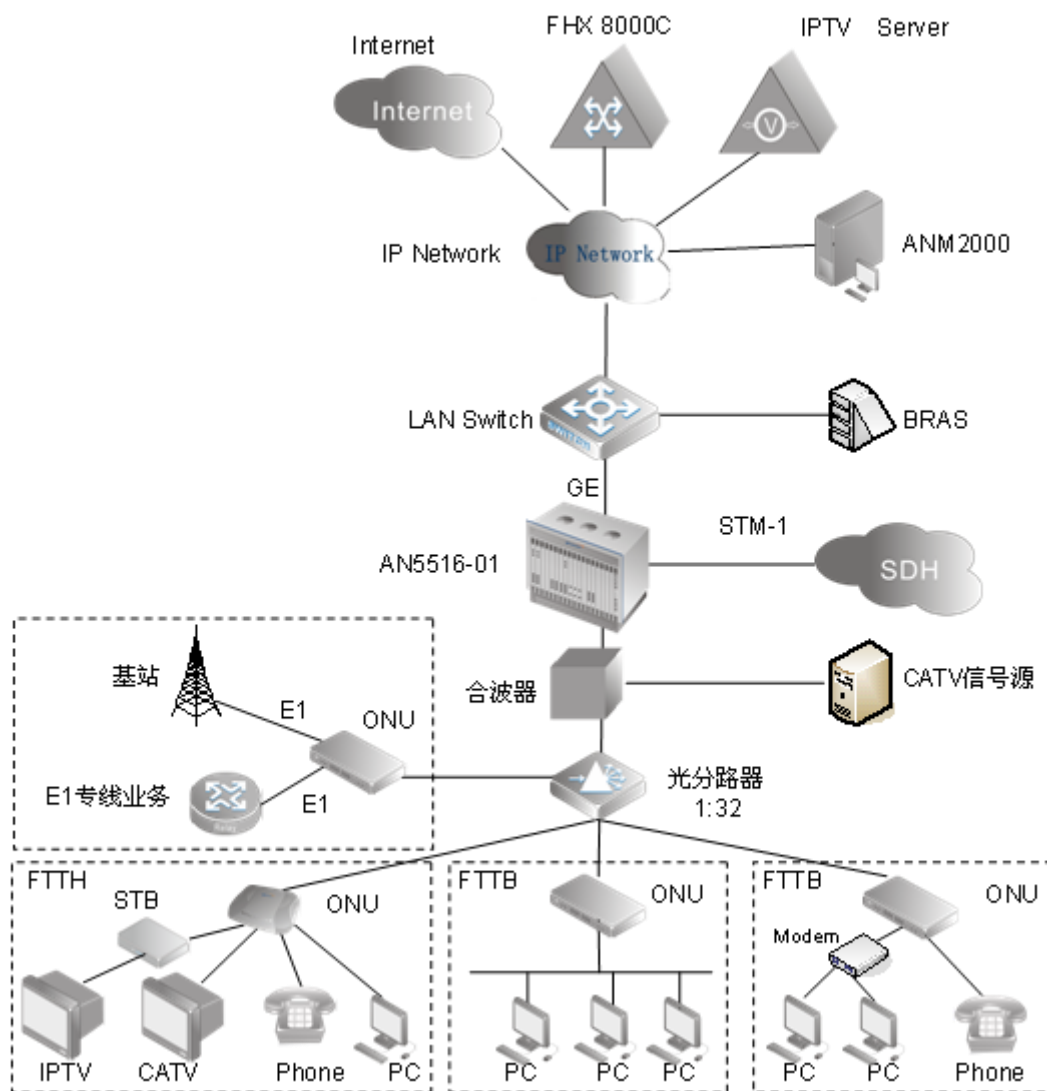 FHX 8000C
IPTV Server
Internet
Internet
IP Network
IP Network
ANM2000
LAN Switch
BRAS
GE
STM-1
AN5516-01
SDH
基站
E1
ONU
合波器
CATV信号源
E1专线业务
E1
Relay
光分路器
1:32
FTTH
STB
ONU
IPTV
CATV
Phone
PC
FTTB
ONU
PC
PC
PC
FTTB
ONU
Modem
PC
PC
Phone